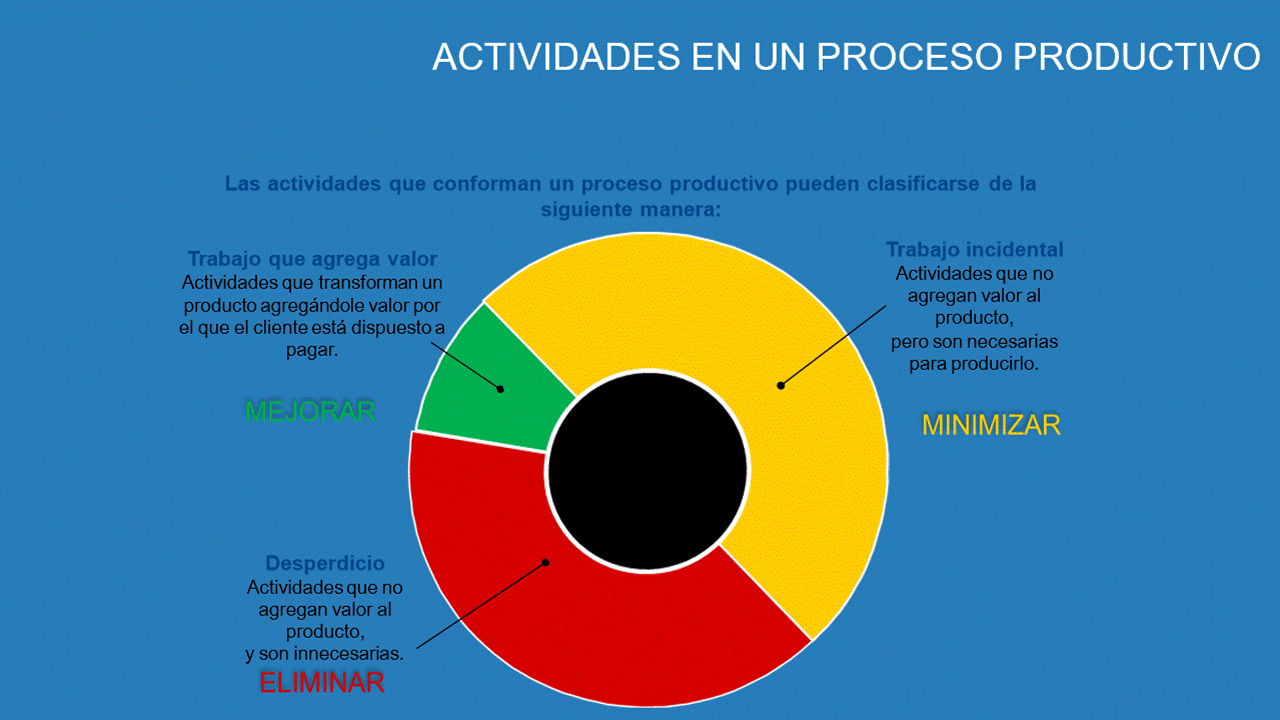 ACTIVIDADES EN UN PROCESO PRODUCTIVO
Las actividades que conforman un proceso productivo pueden clasificarse de la
siguiente manera:
Trabajo que agrega valor
Actividades que transforman un
producto agregándole valor por
el que el cliente está dispuesto a
pagar.
MEJORAR
Trabajo incidental
Actividades que no
agregan valor al
producto,
pero son necesarias
para producirlo.
MINIMIZAR
Desperdicio
Actividades que no
agregan valor al
producto,
y son innecesarias.
ELIMINAR